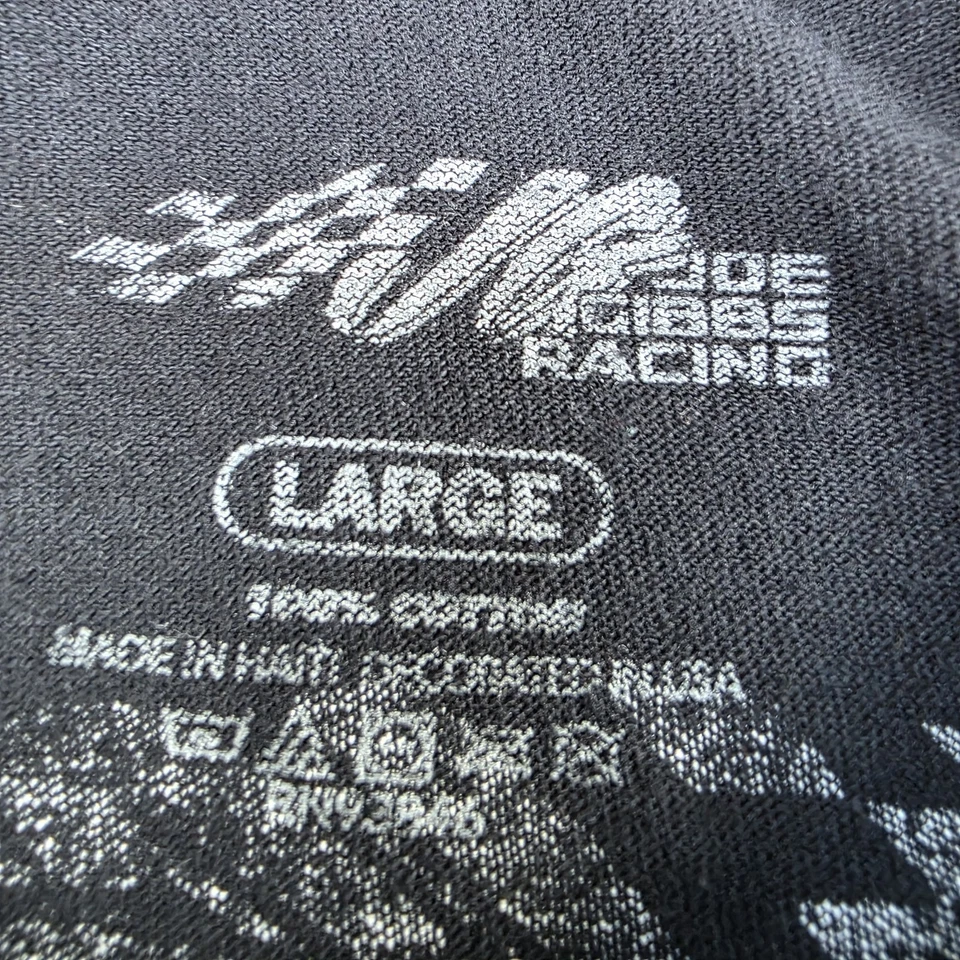 JOE
GIBBS
RACING
LARGE
100% COTTON
MADE IN HAITI DECORATED IN USA